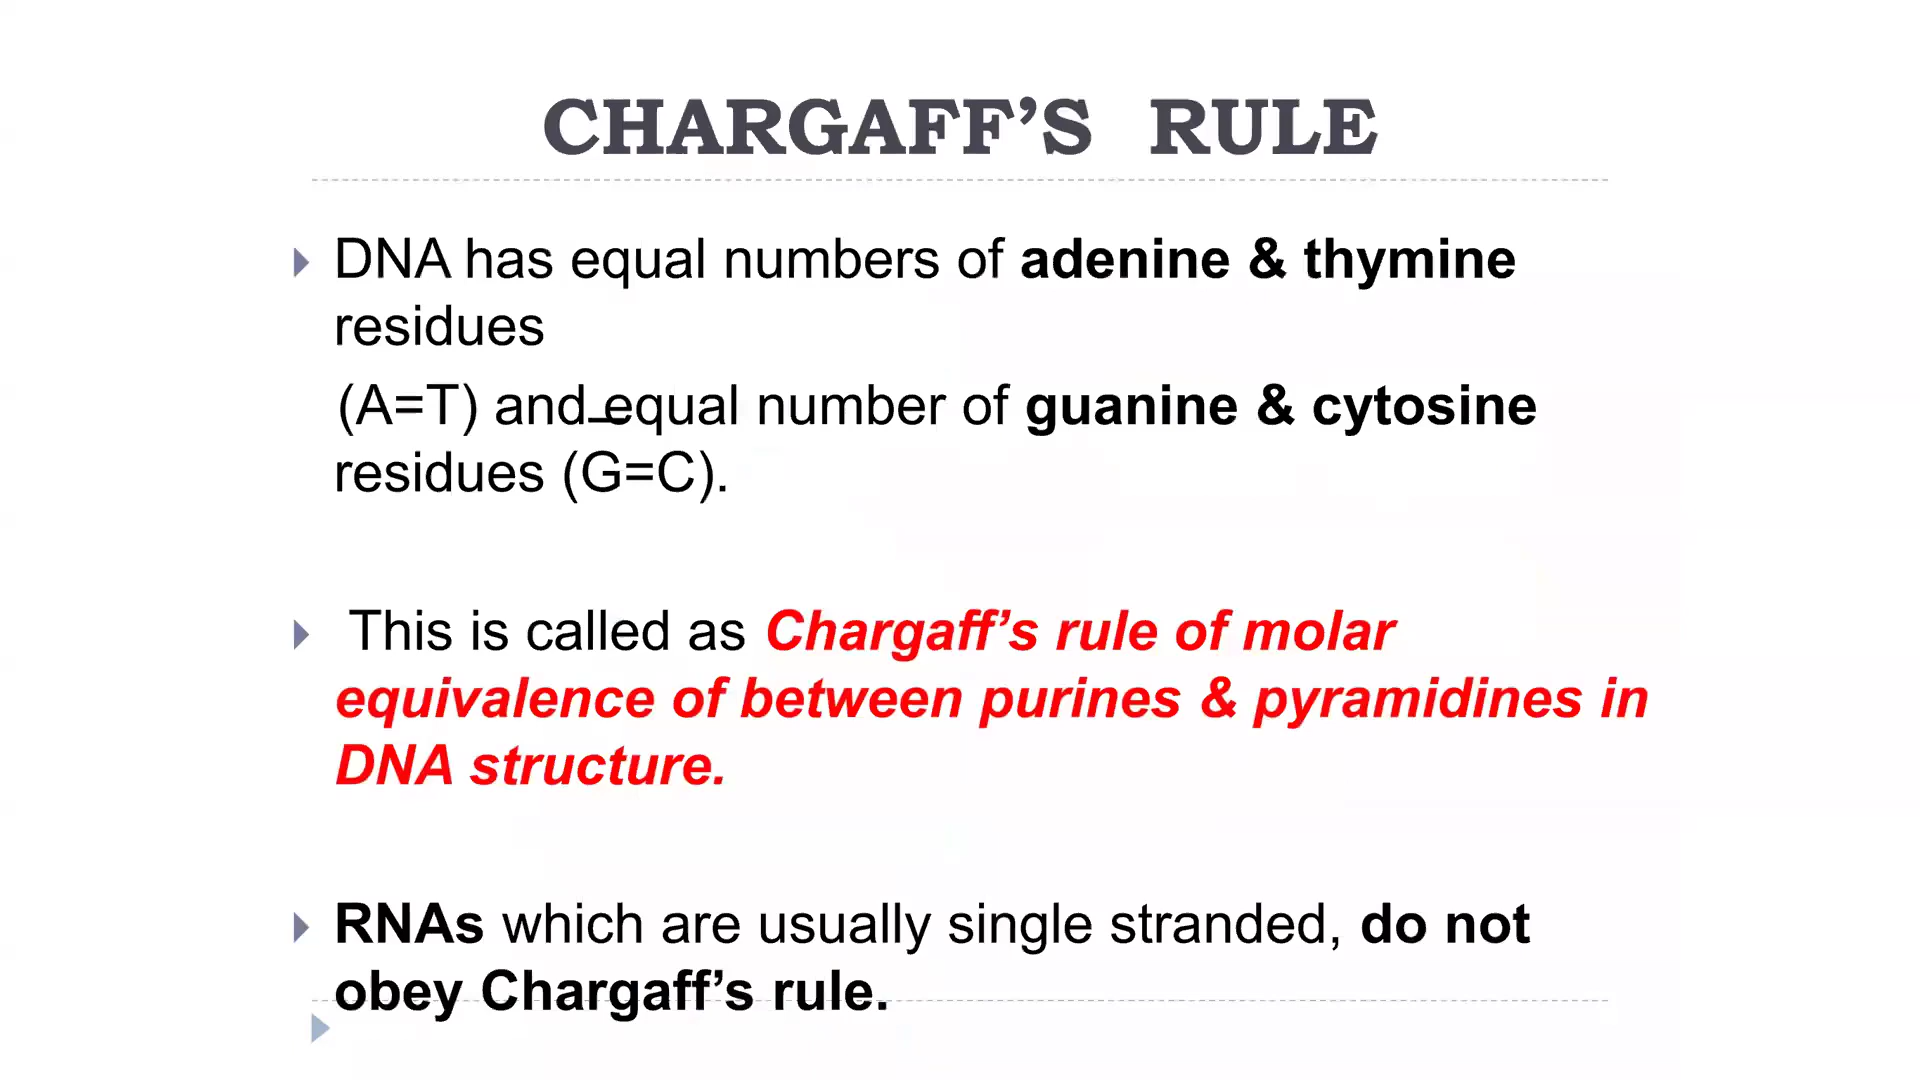 CHARGAFF’S RULE
DNA has equal numbers of adenine & thymine
residues
(A=T) and equal number of guanine & cytosine
residues (G=C).
This is called as Chargaff’s rule of molar
equivalence of between purines & pyramidines in
DNA structure.
RNAs which are usually single stranded, do not
obey Chargaff’s rule.